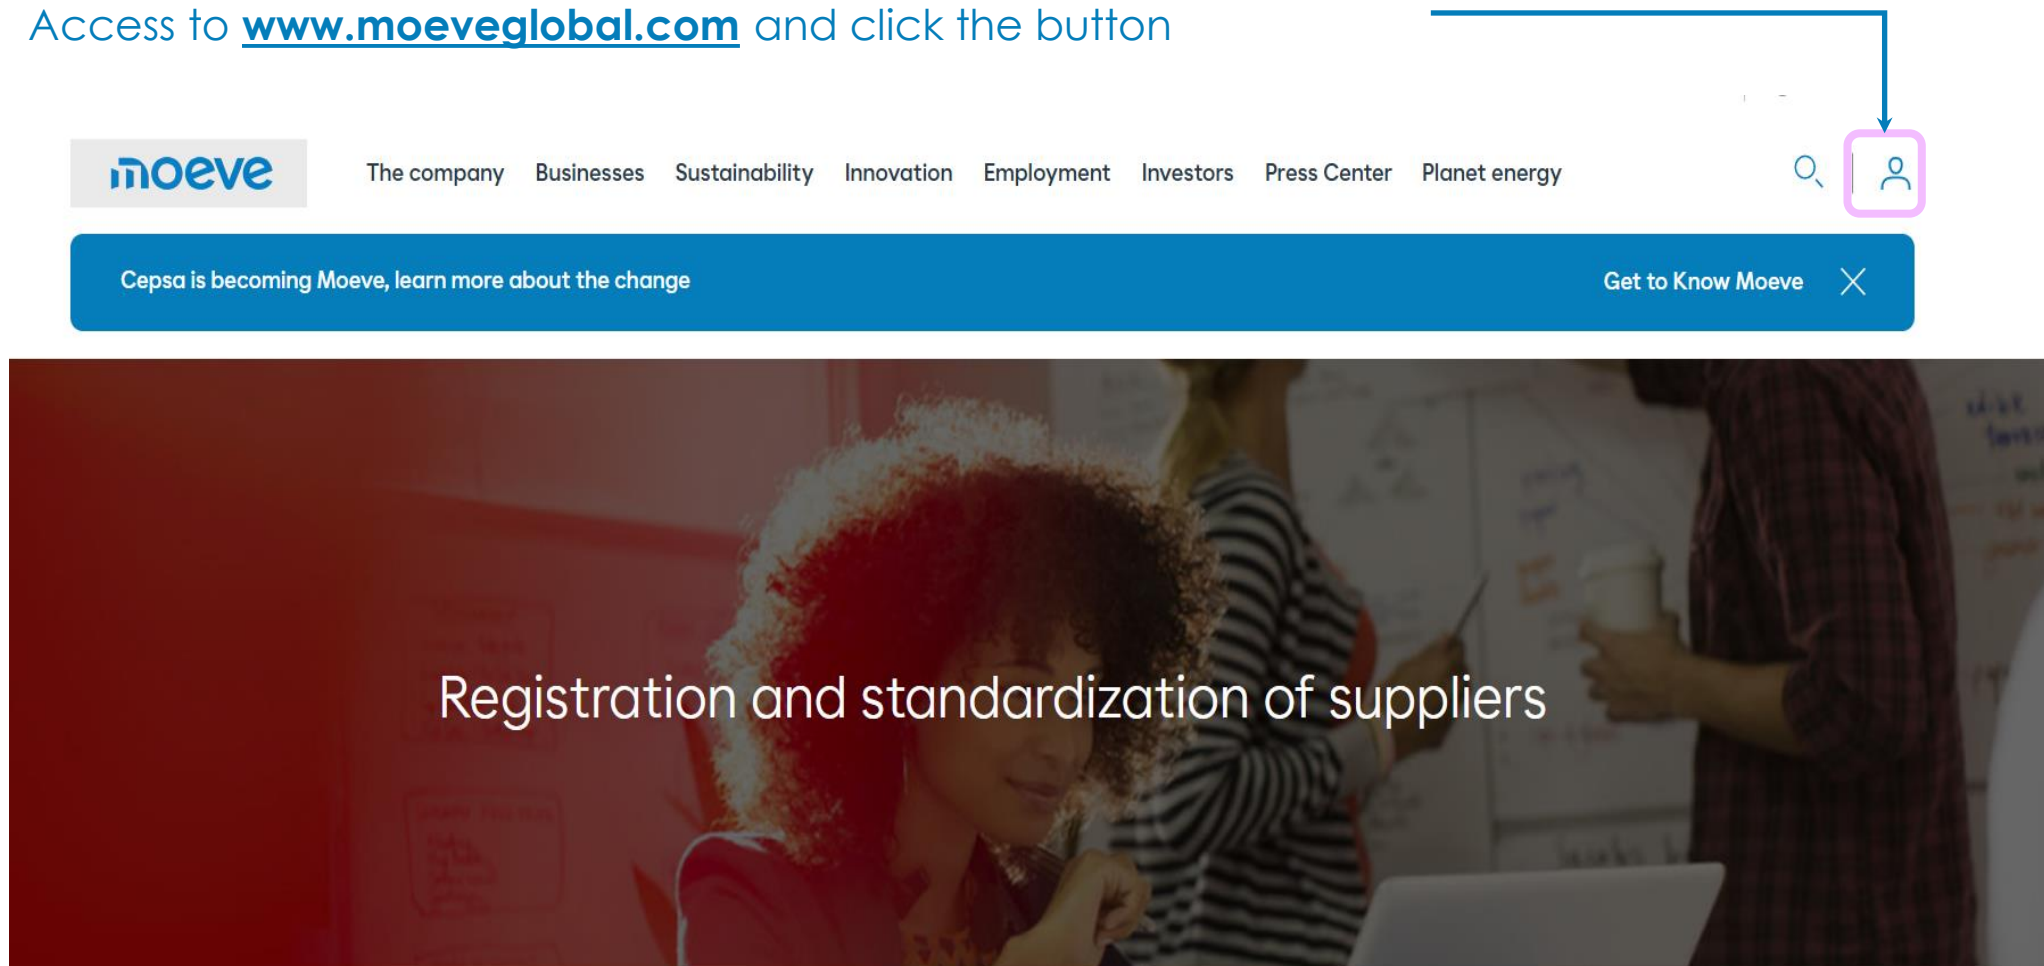 Access to www.moeveglobal.com and click the button
moeve The company Businesses Sustainability Innovation Employment Investors Press Center Planet energy
Cepsa is becoming Moeve, learn more about the change Get to Know Moeve
Registration and standardization of suppliers